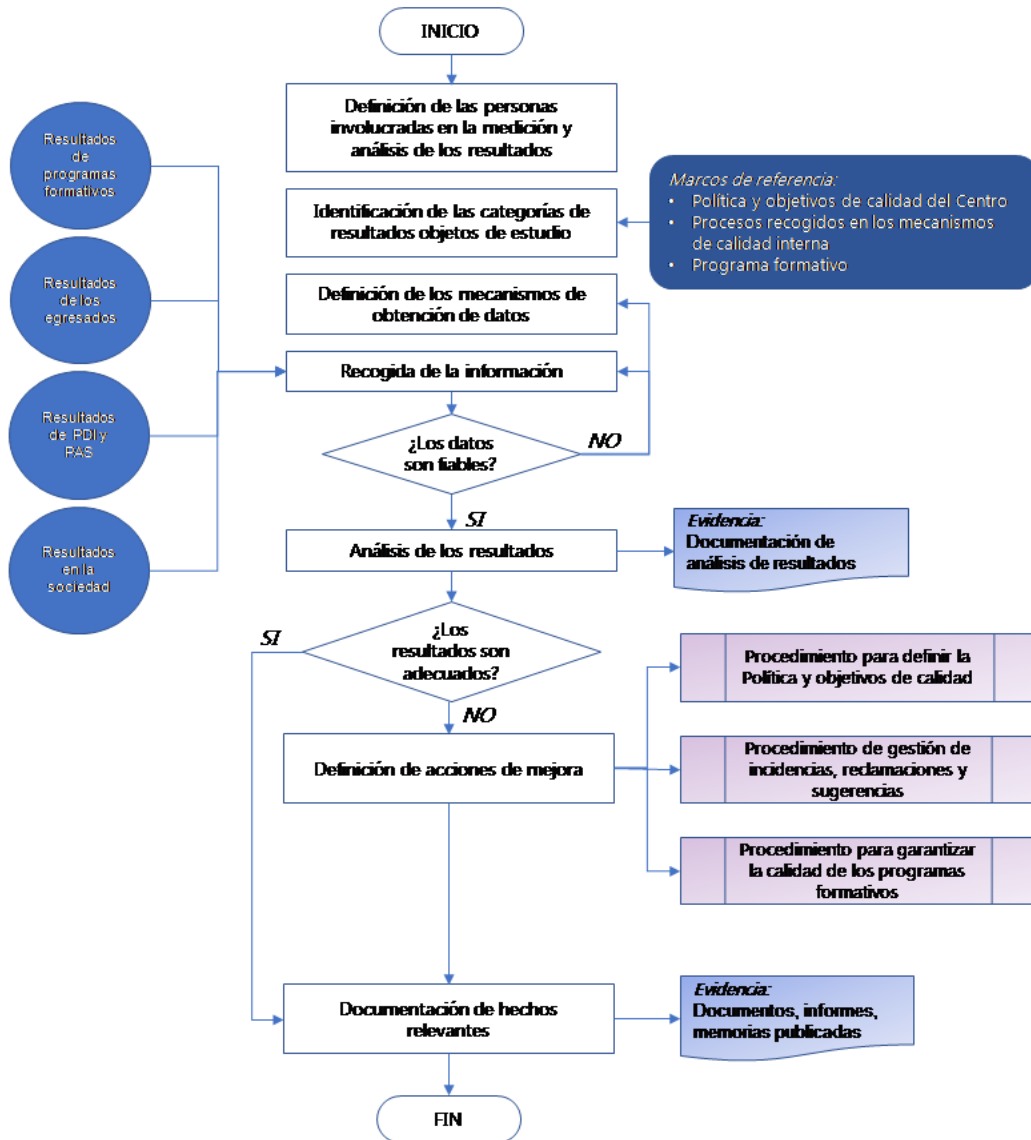 INICIO
Definición de las personas
involucradas en la medición y
análisis de los resultados
Resultados
de
programas
formativos
Marcos de referencia:
• Política y objetivos de calidad del Centro
• Procesos recogidos en los mecanismos
de calidad interna
• Programa formativo
Identificación de las categorías de
resultados objetos de estudio
Resultados
de los
egresados
Definición de los mecanismos de
obtención de datos
Recogida de la información
Resultados
de PDI y
PAS
¿Los datos
son fiables?
NO
SI
Resultados
en la
sociedad
Análisis de los resultados
Evidencia:
Documentación de
análisis de resultados
¿Los
resultados son
adecuados?
SI
NO
Procedimiento para definir la
Política y objetivos de calidad
Definición de acciones de mejora
Procedimiento de gestión de
incidencias, reclamaciones y
sugerencias
Procedimiento para garantizar
la calidad de los programas
formativos
Documentación de hechos
relevantes
Evidencia:
Documentos, informes,
memorias publicadas
FIN